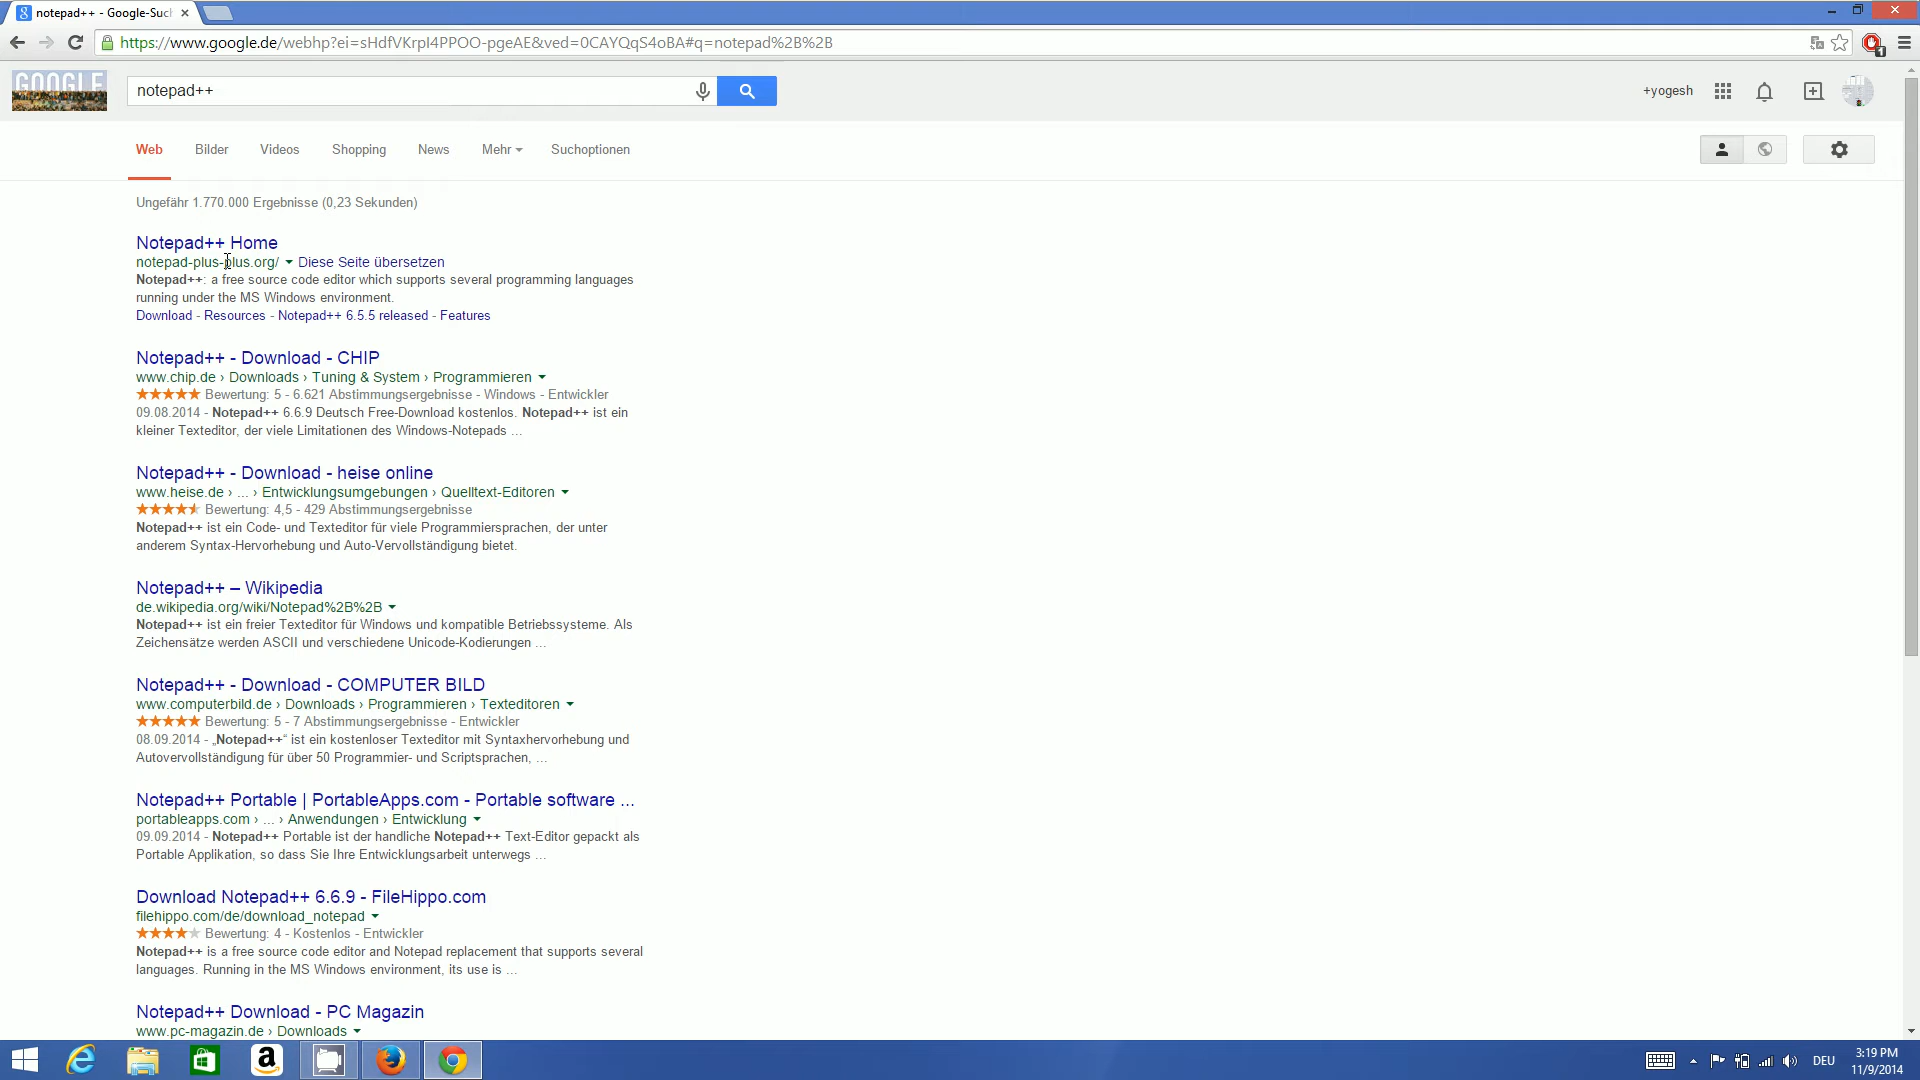 notepad++ - Google-Suc
https://www.google.de/webhp?ei=sHdfVKrpI4PPOO-pgeAE&ved=0CAYQqS4oBA#q=notepad%2B%2B
1
GOOGLE
notepad++
+yogesh
Web Bilder Videos Shopping News Mehr Suchoptionen
Ungefähr 1.770.000 Ergebnisse (0,23 Sekunden)
Notepad++ Home
notepad-plus-plus.org/ Diese Seite übersetzen
Notepad++: a free source code editor which supports several programming languages
running under the MS Windows environment.
Download - Resources - Notepad++ 6.5.5 released - Features
Notepad++ - Download - CHIP
www.chip.de › Downloads › Tuning & System › Programmieren
Bewertung: 5 - 6.621 Abstimmungsergebnisse - Windows - Entwickler
09.08.2014 - Notepad++ 6.6.9 Deutsch Free-Download kostenlos. Notepad++ ist ein
kleiner Texteditor, der viele Limitationen des Windows-Notepads ...
Notepad++ - Download - heise online
www.heise.de › ... › Entwicklungsumgebungen › Quelltext-Editoren
Bewertung: 4,5 - 429 Abstimmungsergebnisse
Notepad++ ist ein Code- und Texteditor für viele Programmiersprachen, der unter
anderem Syntax-Hervorhebung und Auto-Vervollständigung bietet.
Notepad++ – Wikipedia
de.wikipedia.org/wiki/Notepad%2B%2B
Notepad++ ist ein freier Texteditor für Windows und kompatible Betriebssysteme. Als
Zeichensätze werden ASCII und verschiedene Unicode-Kodierungen ...
Notepad++ - Download - COMPUTER BILD
www.computerbild.de › Downloads › Programmieren › Texteditoren
Bewertung: 5 - 7 Abstimmungsergebnisse - Entwickler
08.09.2014 - „Notepad++“ ist ein kostenloser Texteditor mit Syntaxhervorhebung und
Autovervollständigung für über 50 Programmier- und Scriptsprachen, ...
Notepad++ Portable | PortableApps.com - Portable software ...
portableapps.com › ... › Anwendungen › Entwicklung
09.09.2014 - Notepad++ Portable ist der handliche Notepad++ Text-Editor gepackt als
Portable Applikation, so dass Sie Ihre Entwicklungsarbeit unterwegs ...
Download Notepad++ 6.6.9 - FileHippo.com
filehippo.com/de/download_notepad
Bewertung: 4 - Kostenlos - Entwickler
Notepad++ is a free source code editor and Notepad replacement that supports several
languages. Running in the MS Windows environment, its use is ...
Notepad++ Download - PC Magazin
www.pc-magazin.de › Downloads
DEU
3:19 PM
11/9/2014